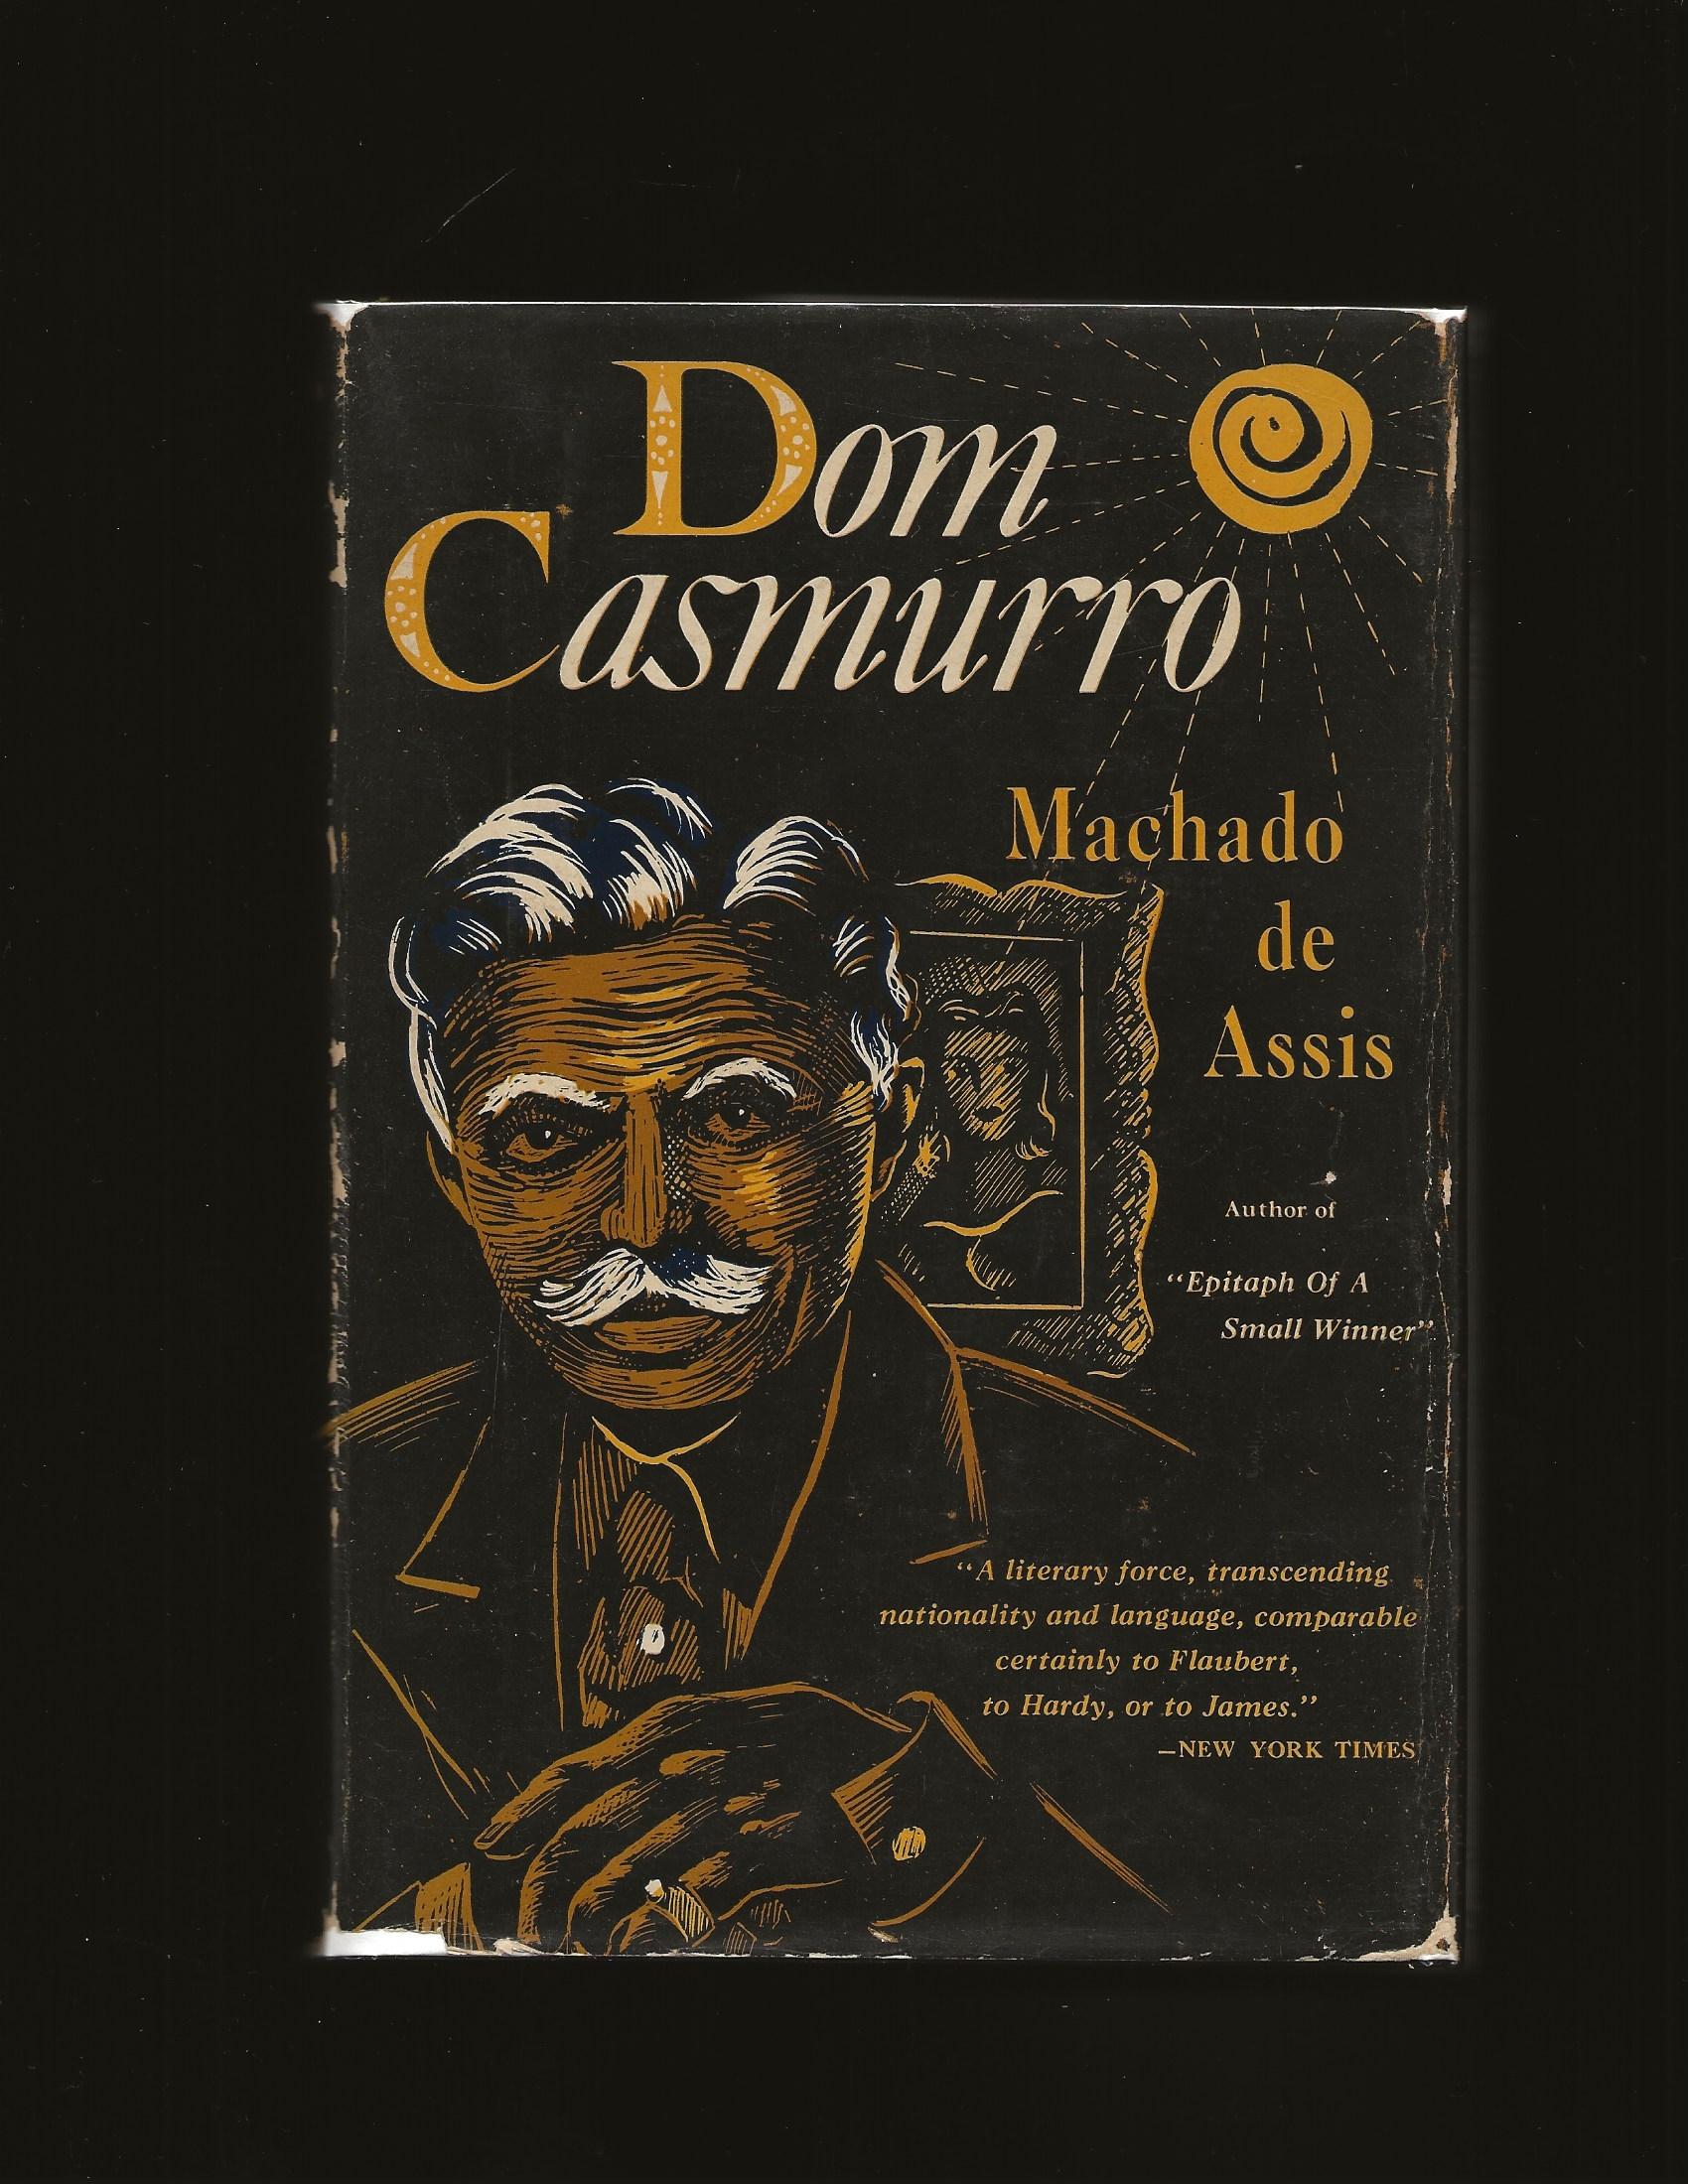 Dom
Casmurro
Machado
de
Assis
Author of
“Epitaph Of A
Small Winner”
“A literary force, transcending
nationality and language, comparable
certainly to Flaubert,
to Hardy, or to James.”
—NEW YORK TIMES